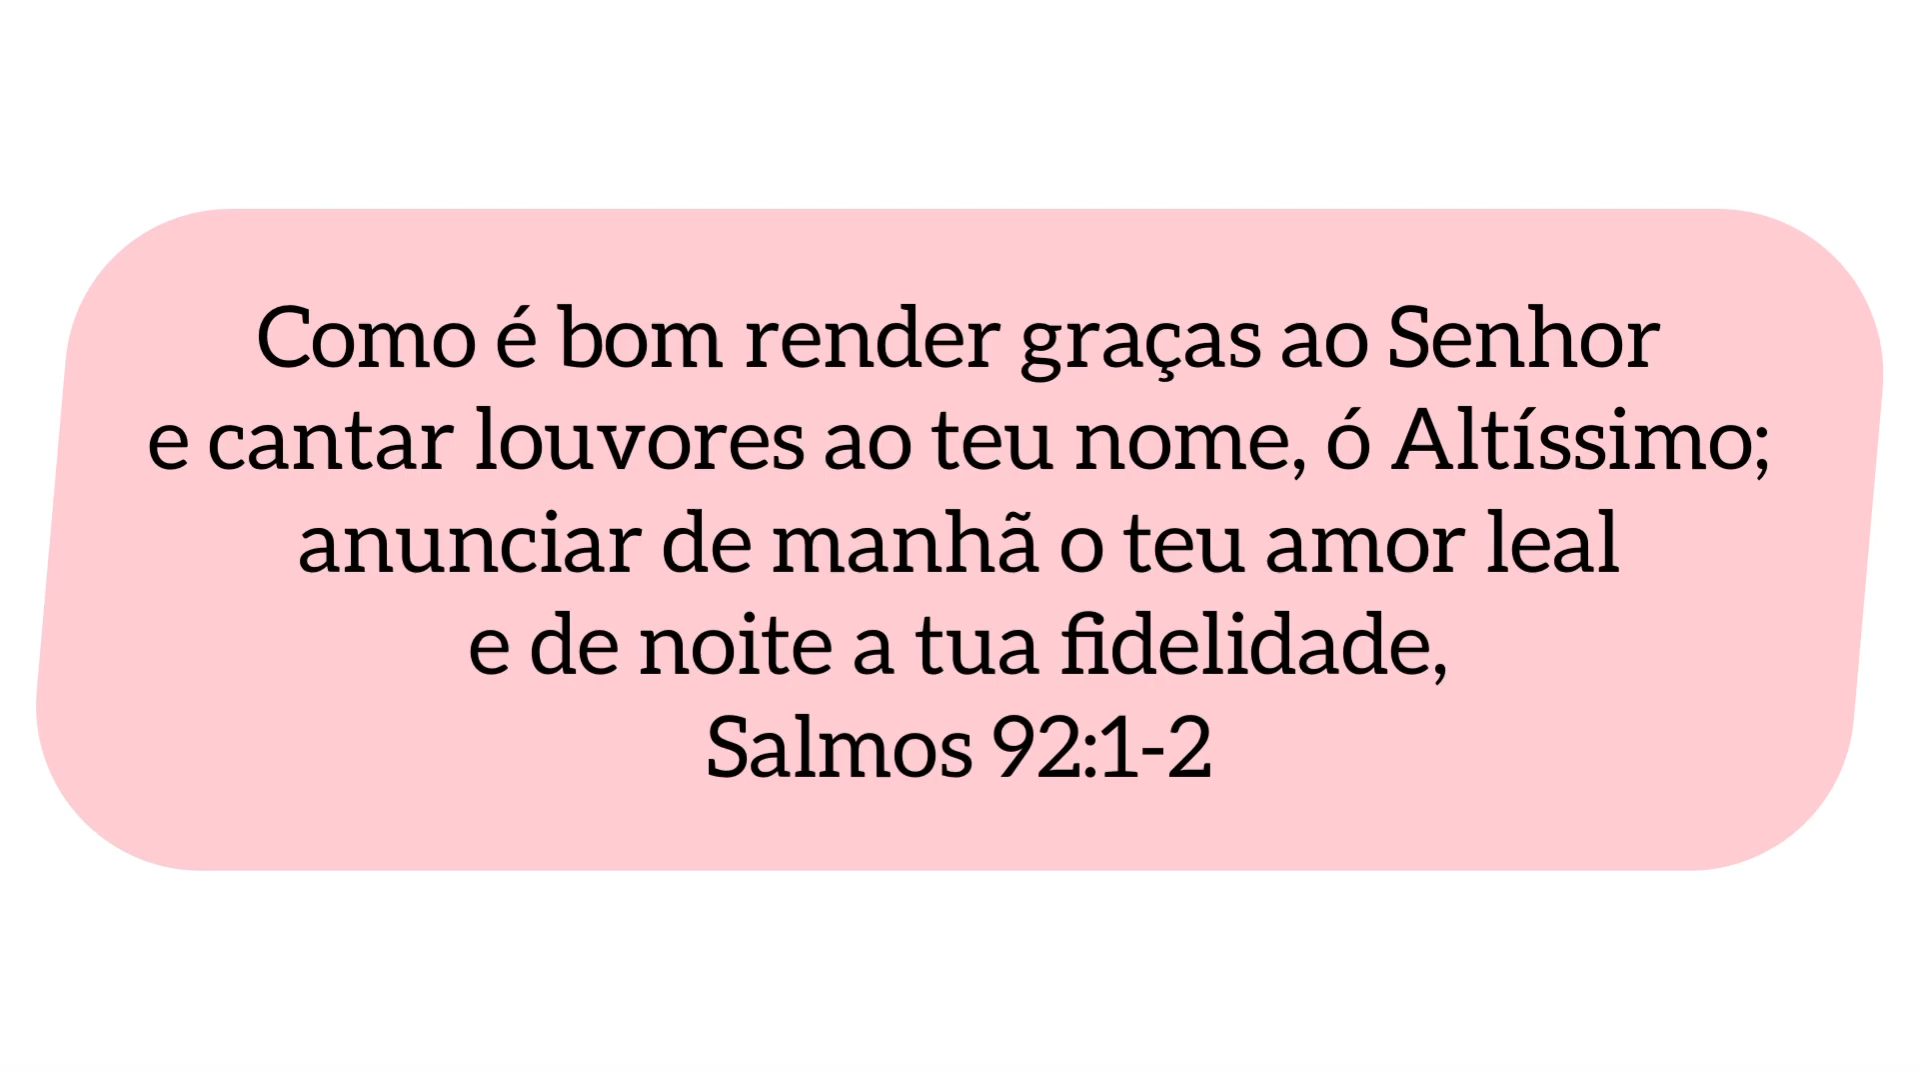 Como é bom render graças ao Senhor
e cantar louvores ao teu nome, ó Altíssimo;
anunciar de manhã o teu amor leal
e de noite a tua fidelidade,
Salmos 92:1-2